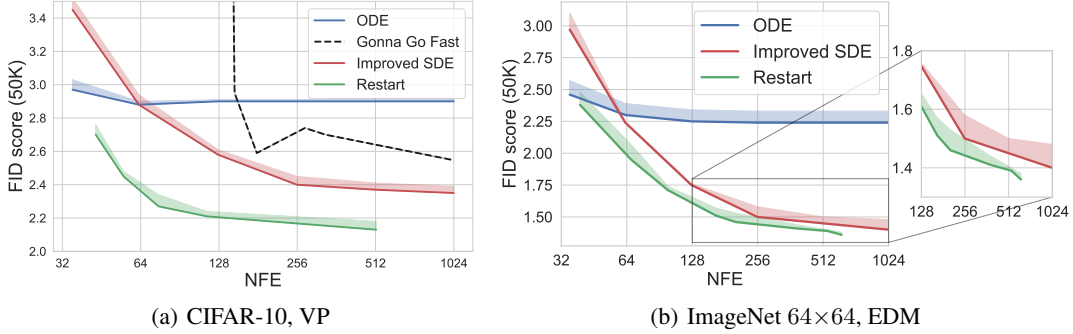 FID score (50K)
3.4
3.2
3.0
2.8
2.6
2.4
2.2
2.0
32 64 128 256 512 1024
NFE
ODE
Gonna Go Fast
Improved SDE
Restart
(a) CIFAR-10, VP
FID score (50K)
3.00
2.75
2.50
2.25
2.00
1.75
1.50
32 64 128 256 512 1024
NFE
ODE
Improved SDE
Restart
1.8
1.6
1.4
128 256 512 1024
(b) ImageNet 64×64, EDM